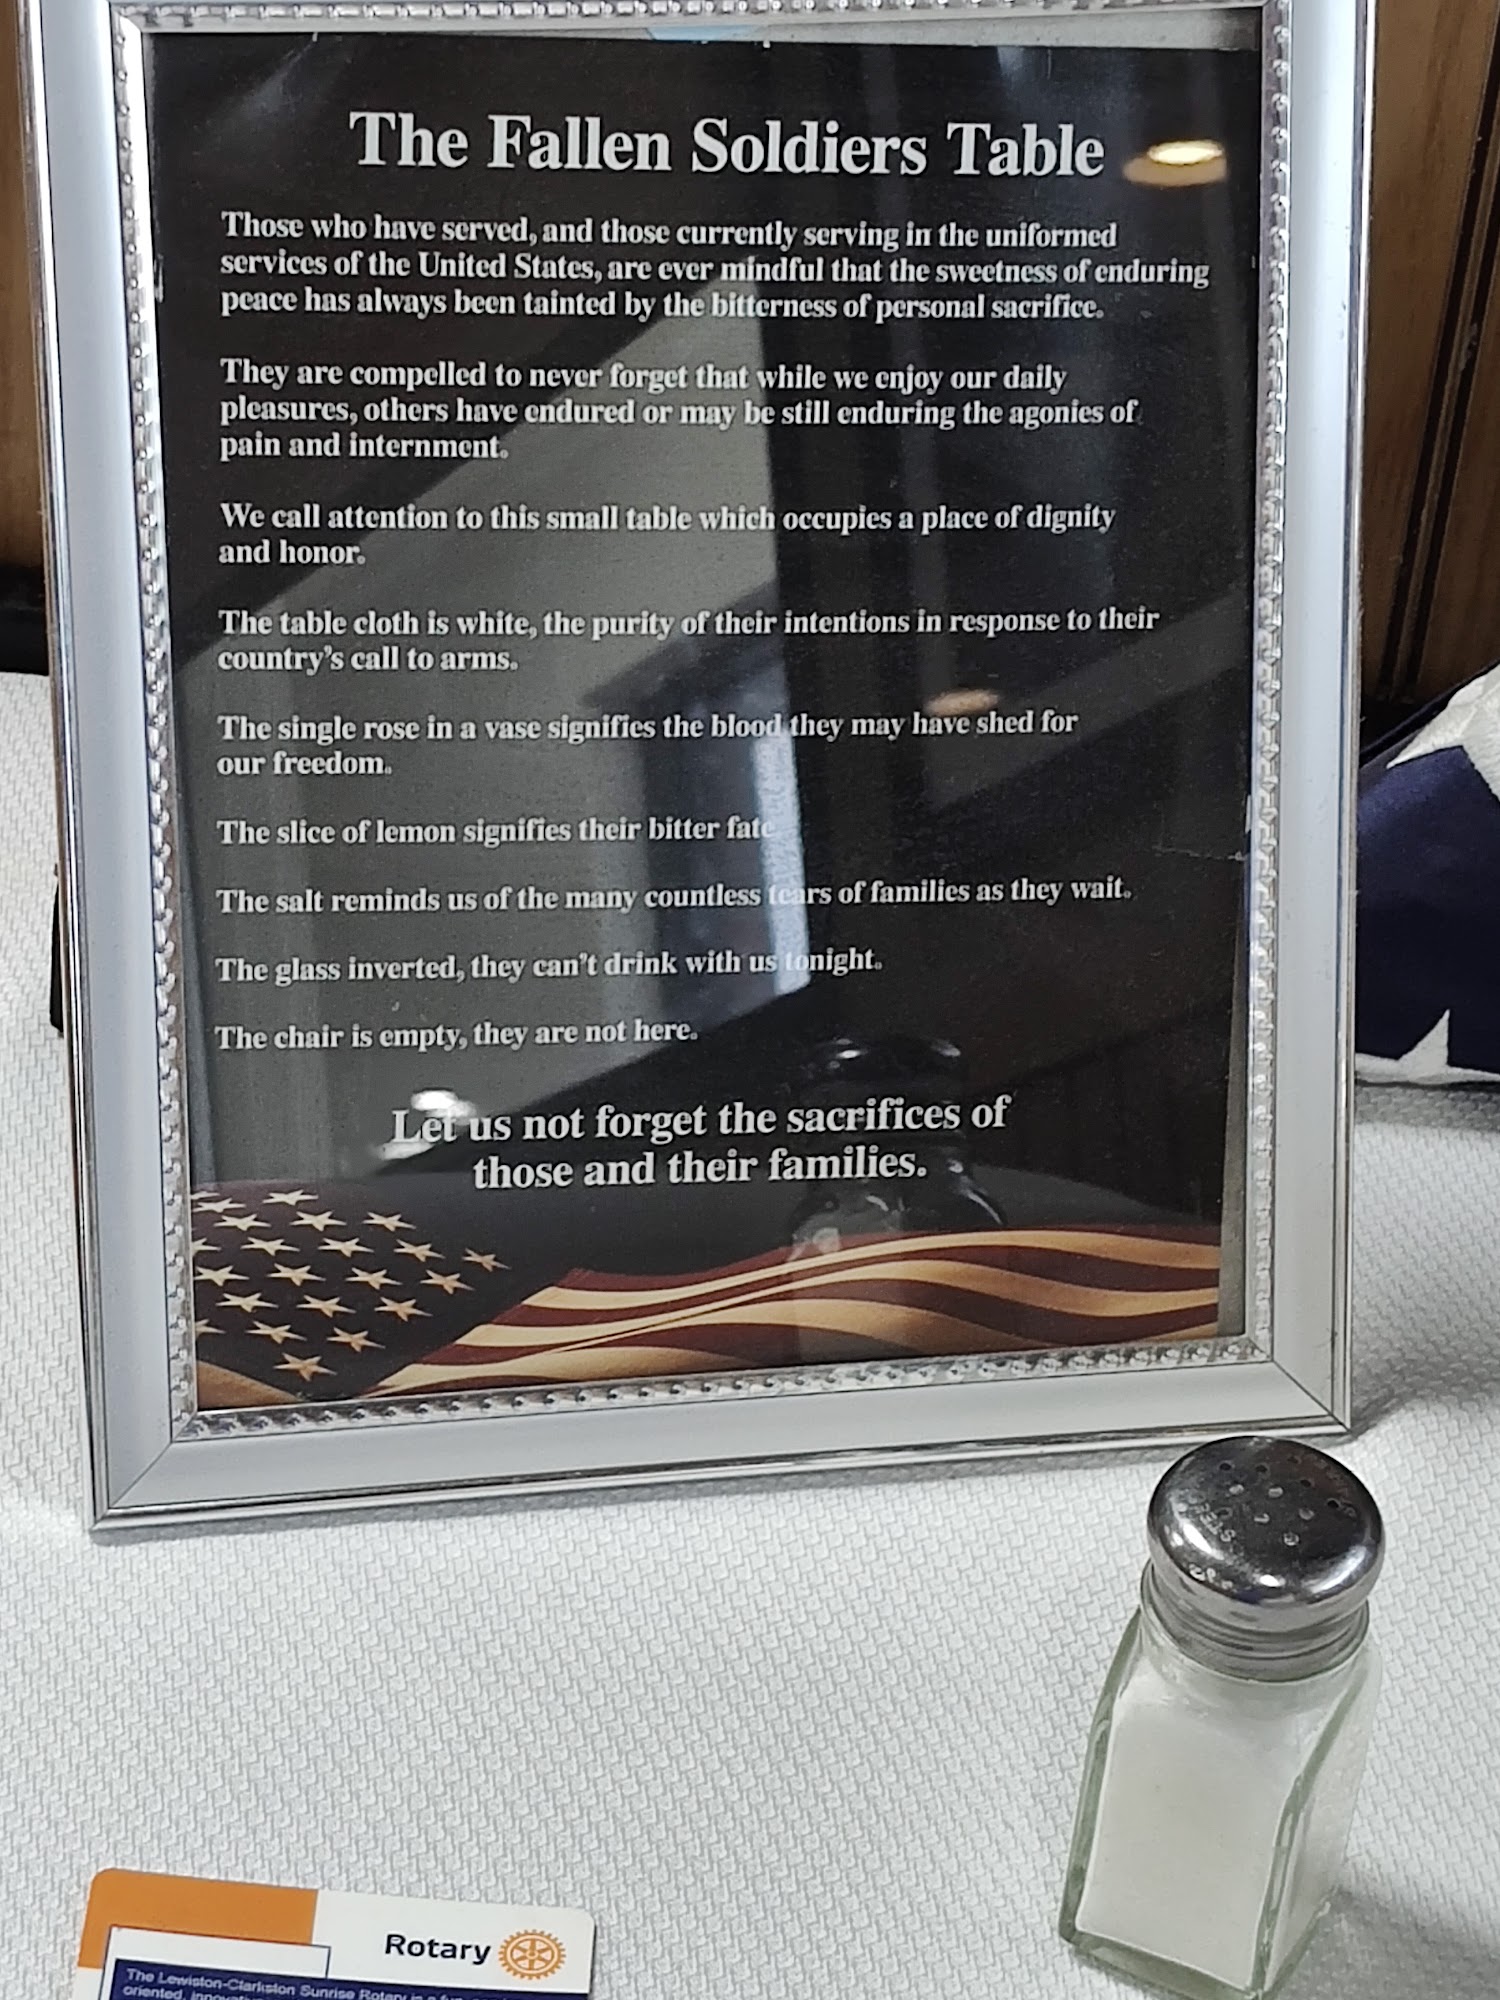 The Fallen Soldiers Table
Those who have served, and those currently serving in the uniformed
services of the United States, are ever mindful that the sweetness of enduring
peace has always been tainted by the bitterness of personal sacrifice.
They are compelled to never forget that while we enjoy our daily
pleasures, others have endured or may be still enduring the agonies of
pain and internment.
We call attention to this small table which occupies a place of dignity
and honor.
The table cloth is white, the purity of their intentions in response to their
country's call to arms.
The single rose in a vase signifies the blood they may have shed for
our freedom.
The slice of lemon signifies their bitter fate
The salt reminds us of the many countless tears of families as they wait.
The glass inverted, they can't drink with us tonight.
The chair is empty, they are not here.
Let us not forget the sacrifices of
those and their families.
Rotary
The Lewiston-Clarkston Sunrise Rotary is a
oriented,